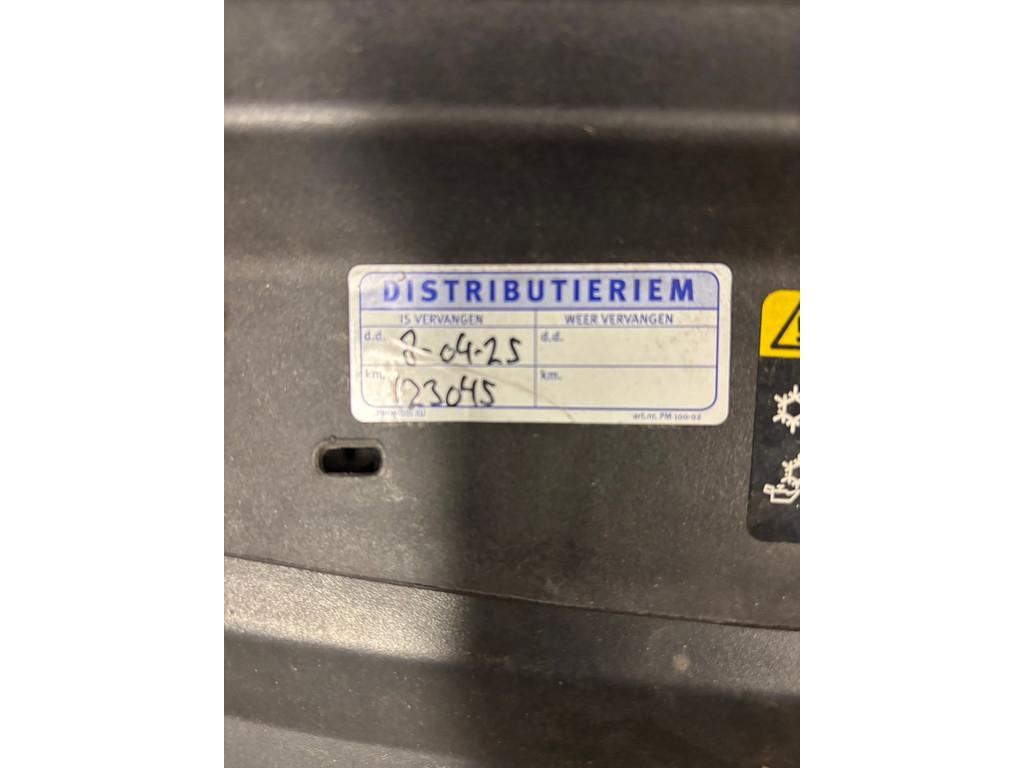 DISTRIBUTIERIEM
IS VERVANGEN WEER VERVANGEN
d.d. 8-04-25 d.d.
km. 123045 km.
art.nr. PM 100-02